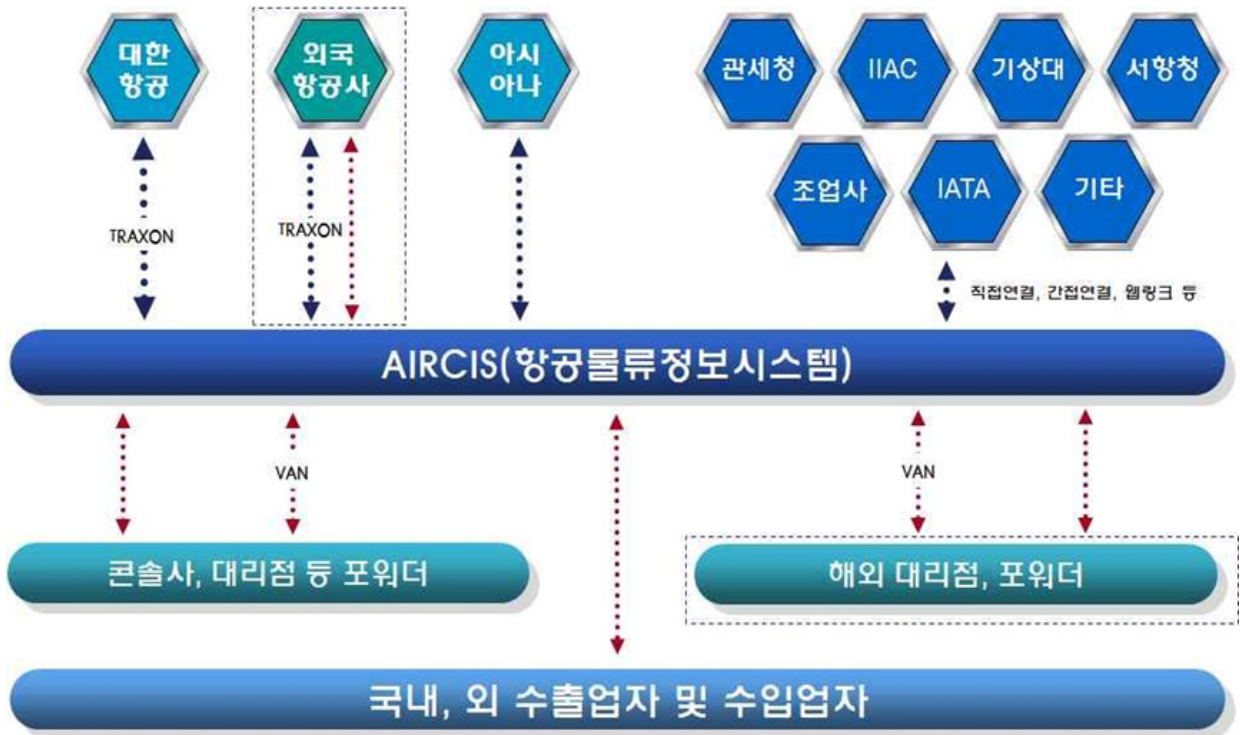 대한
항공
외국
항공사
아시
아나
관세청
IIAC
기상대
서항청
조업사
IATA
기타
TRAXON
TRAXON
직접연결, 간접연결, 웹링크 등
AIRCIS(항공물류정보시스템)
VAN
VAN
콘솔사, 대리점 등 포워더
해외 대리점, 포워더
국내, 외 수출업자 및 수입업자